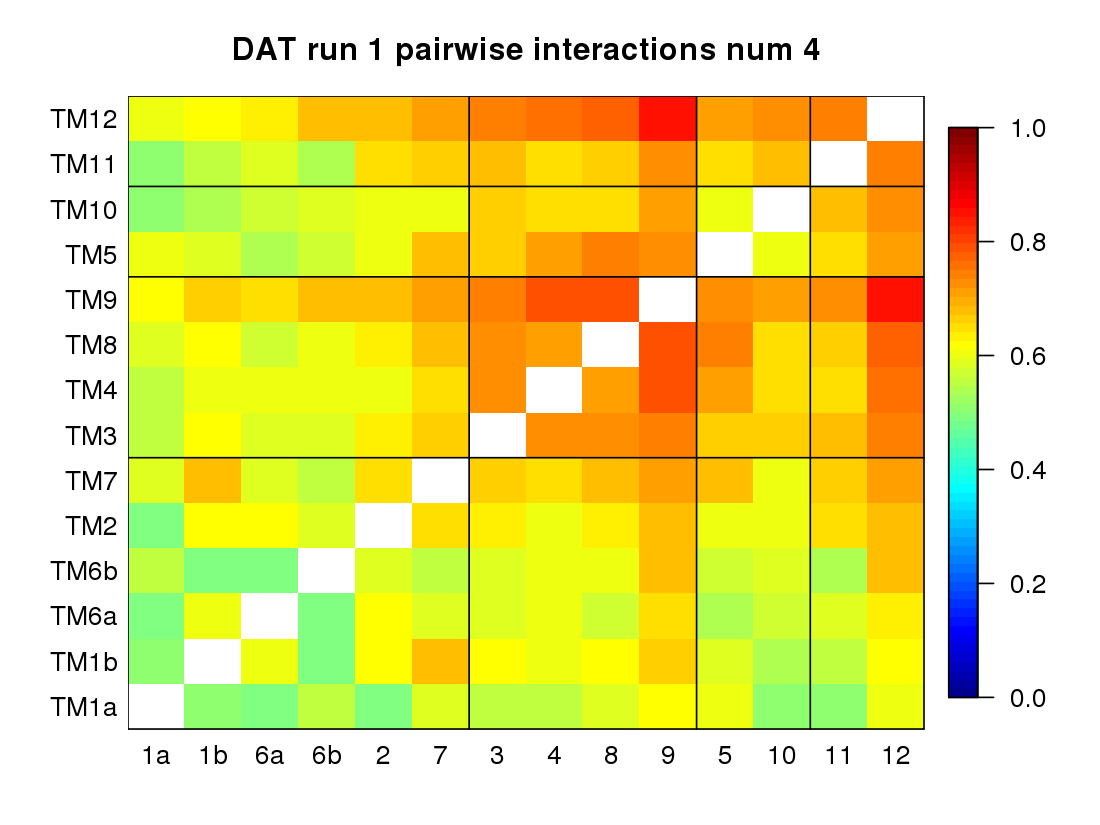 DAT run 1 pairwise interactions num 4
TM12
TM11
TM10
TM5
TM9
TM8
TM4
TM3
TM7
TM2
TM6b
TM6a
TM1b
TM1a
1a 1b 6a 6b 2 7 3 4 8 9 5 10 11 12
1.0
0.8
0.6
0.4
0.2
0.0